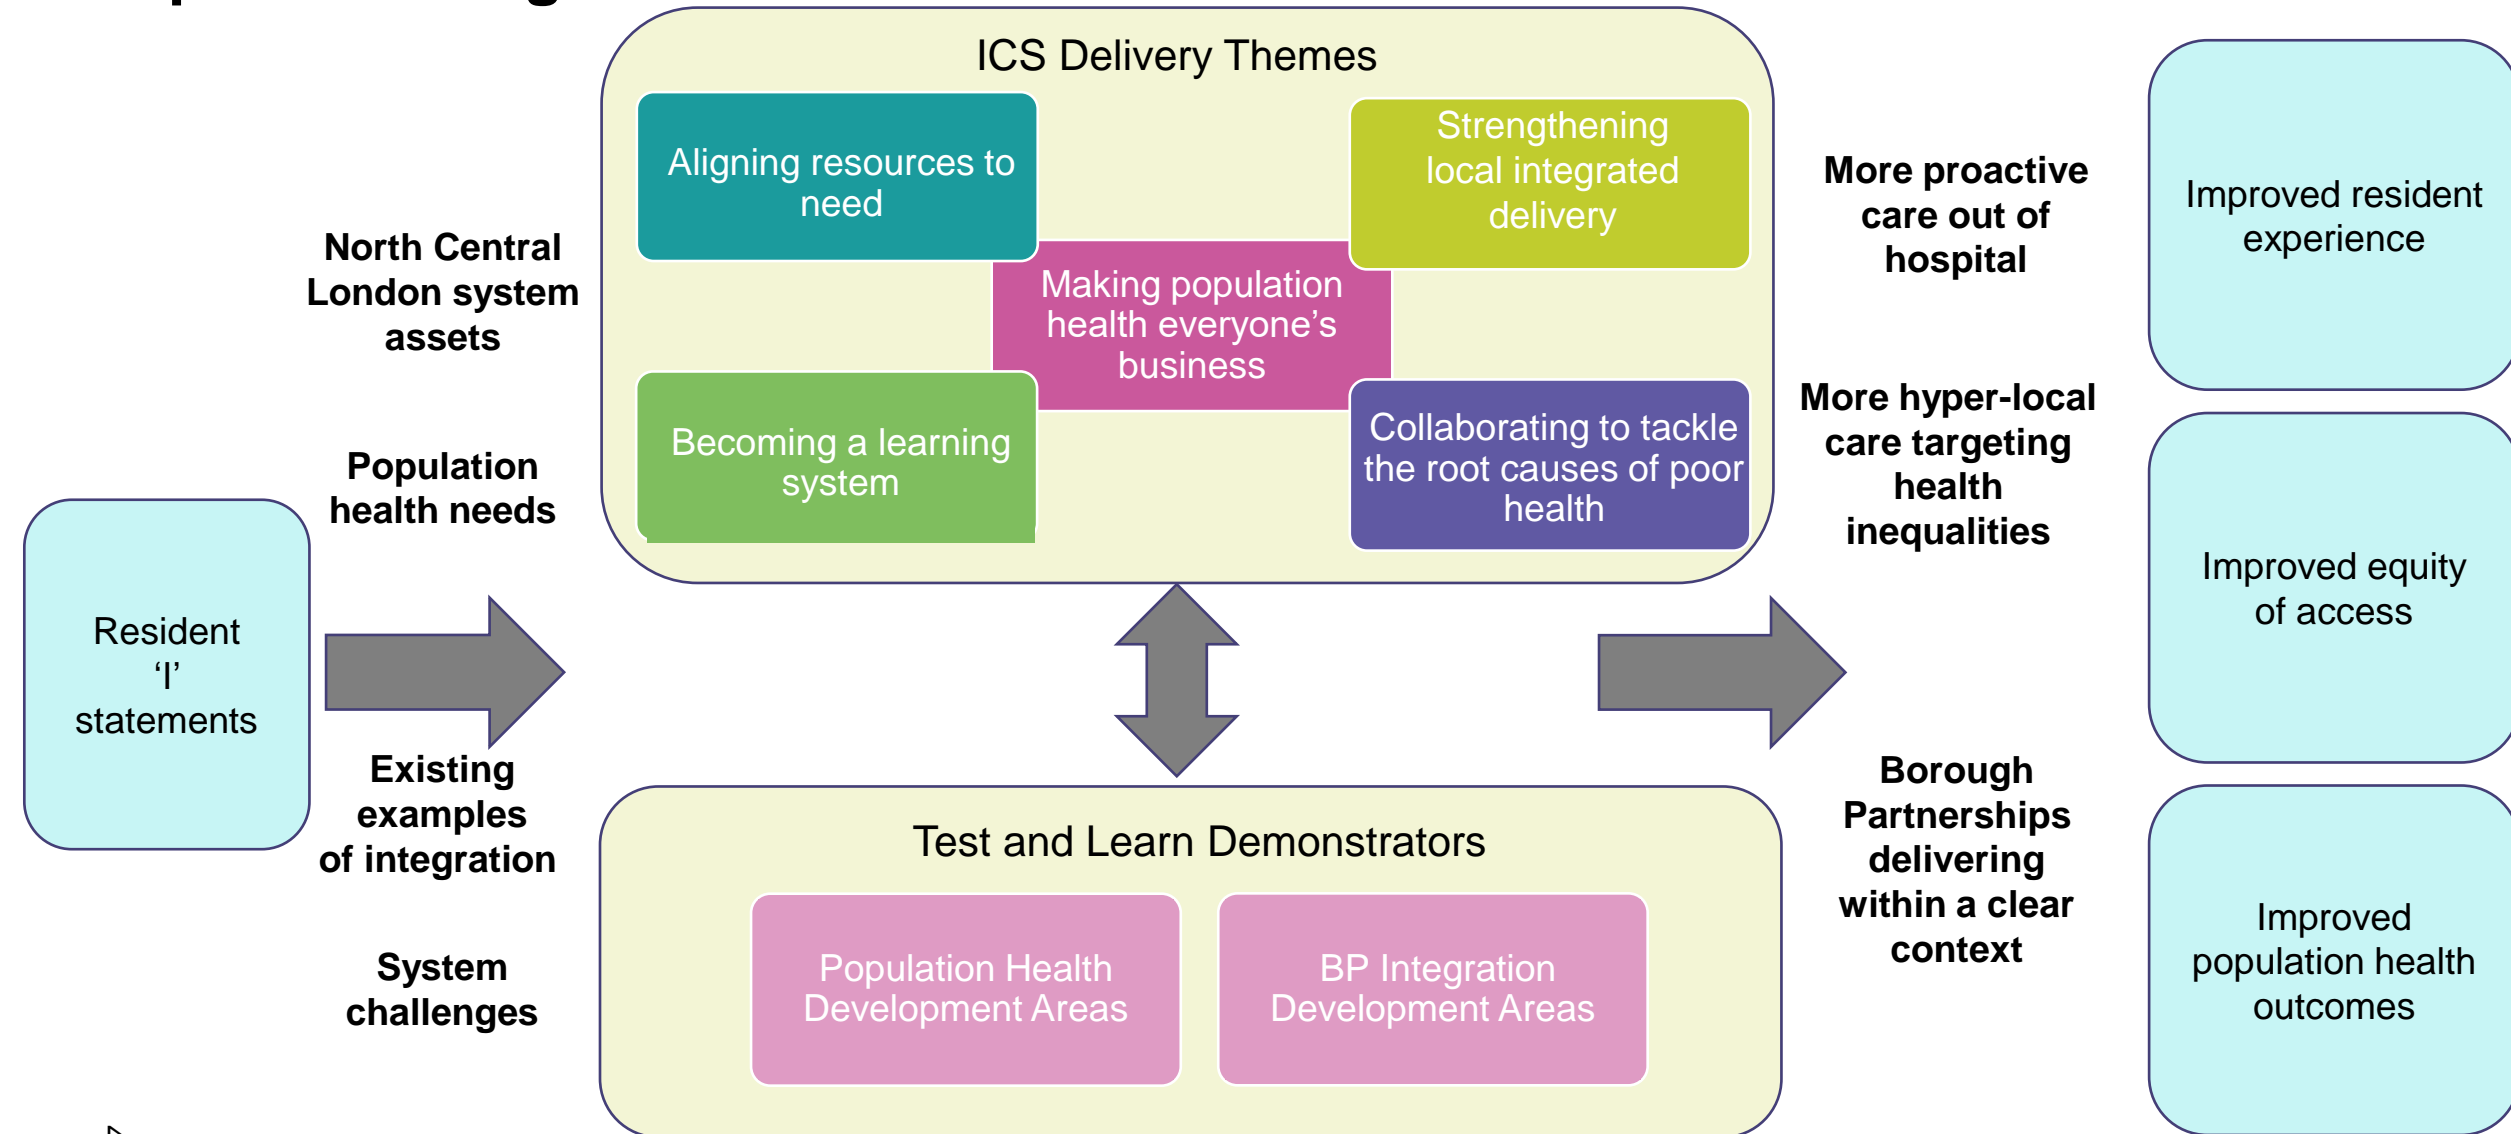 ICS Delivery Themes
Aligning resources to
need
Strengthening
local integrated
delivery
Making population
health everyone’s
business
Becoming a learning
system
Collaborating to tackle
the root causes of poor
health
North Central
London system
assets
Population
health needs
Resident
‘I’
statements
Existing
examples
of integration
System
challenges
Test and Learn Demonstrators
Population Health
Development Areas
BP Integration
Development Areas
More proactive
care out of
hospital
More hyper-local
care targeting
health
inequalities
Borough
Partnerships
delivering
within a clear
context
Improved resident
experience
Improved equity
of access
Improved
population health
outcomes